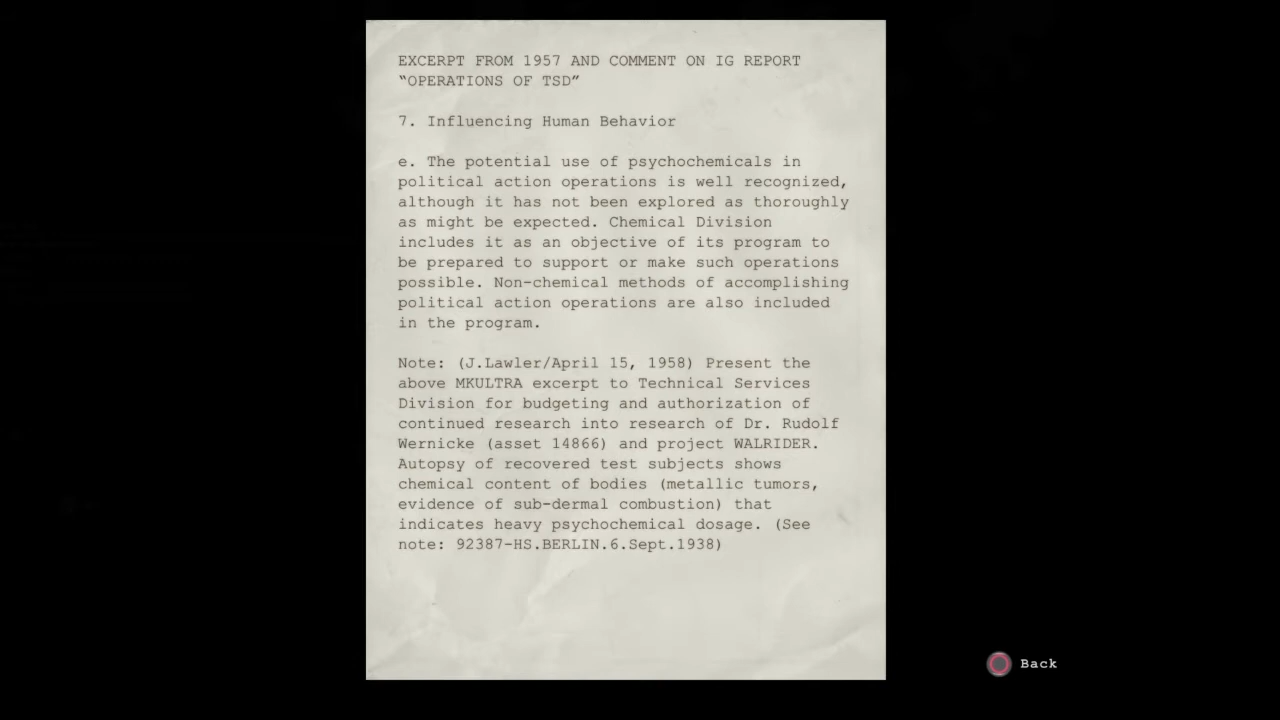 EXCERPT FROM 1957 AND COMMENT ON IG REPORT
“OPERATIONS OF TSD”
7. Influencing Human Behavior
e. The potential use of psychochemicals in
political action operations is well recognized,
although it has not been explored as thoroughly
as might be expected. Chemical Division
includes it as an objective of its program to
be prepared to support or make such operations
possible. Non-chemical methods of accomplishing
political action operations are also included
in the program.
Note: (J.Lawler/April 15, 1958) Present the
above MKULTRA excerpt to Technical Services
Division for budgeting and authorization of
continued research into research of Dr. Rudolf
Wernicke (asset 14866) and project WALRIDER.
Autopsy of recovered test subjects shows
chemical content of bodies (metallic tumors,
evidence of sub-dermal combustion) that
indicates heavy psychochemical dosage. (See
note: 92387-HS.BERLIN.6.Sept.1938)
Back